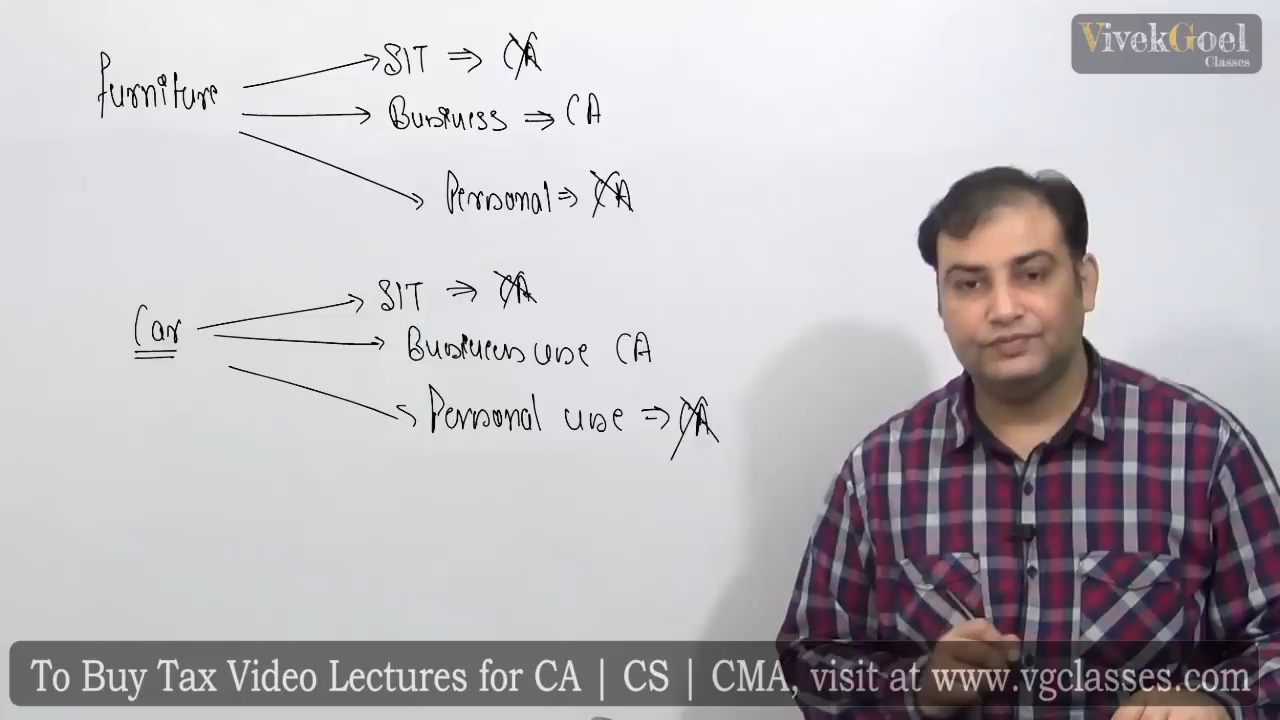 VivekGoel
Classes
Furniture
SIT ⇒ CA
Business ⇒ CA
Personal ⇒ CA
Car
SIT ⇒ CA
Business use CA
Personal use ⇒ CA
To Buy Tax Video Lectures for CA | CS | CMA, visit at www.vgclasses.com